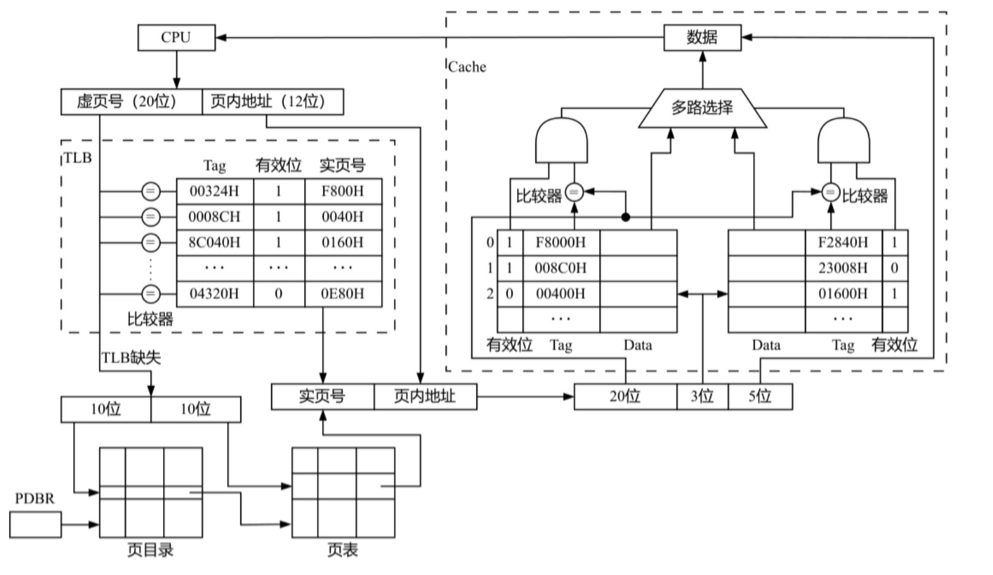 CPU
虚页号（20位） 页内地址（12位）
TLB
Tag 有效位 实页号
= 00324H 1 F800H
= 0008CH 1 0040H
= 8C040H 1 0160H
··· ··· ···
= 04320H 0 0E80H
比较器
TLB缺失
10位 10位
PDBR
页目录
页表
实页号 页内地址
20位 3位 5位
Cache
数据
多路选择
比较器 = = 比较器
0 1 F8000H F2840H 1
1 1 008C0H 23008H 0
2 0 00400H 01600H 1
··· ···
有效位 Tag Data Data Tag 有效位